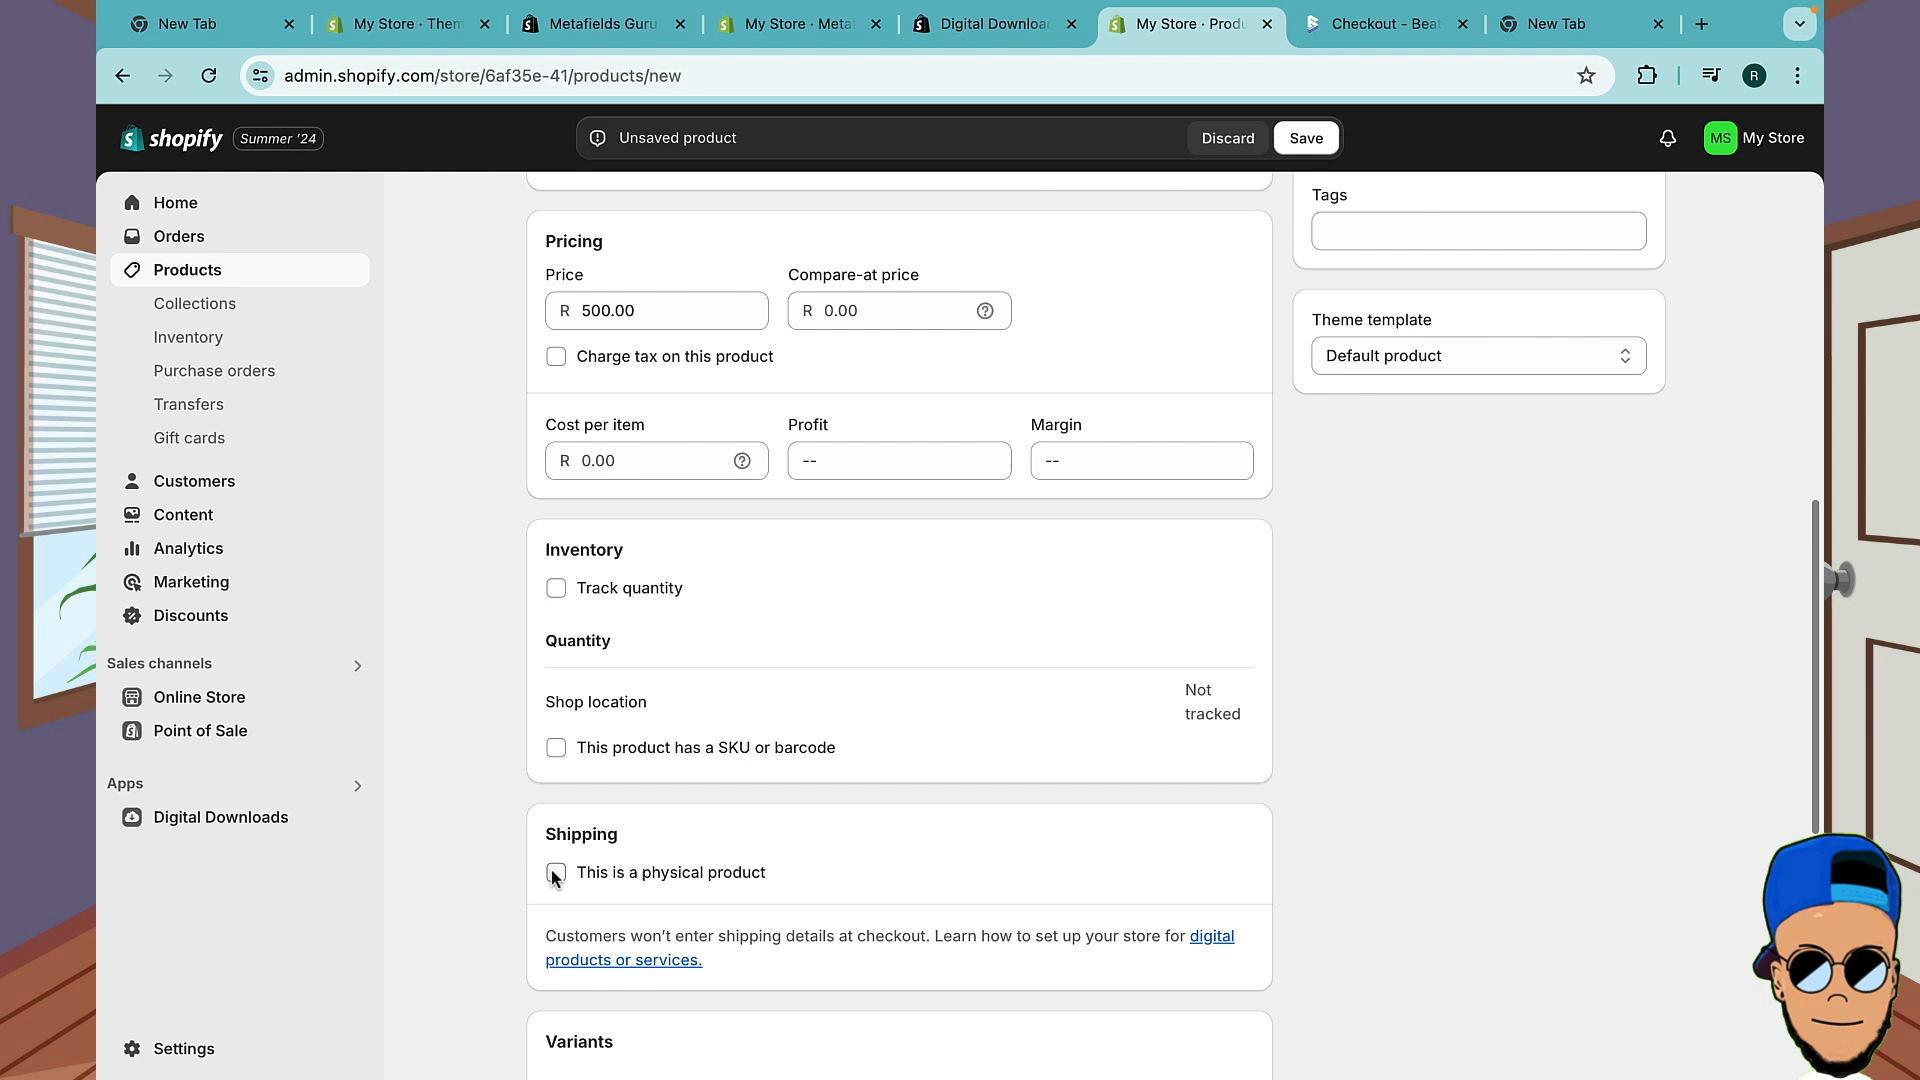 New Tab
My Store · Them
Metafields Guru
My Store · Meta
Digital Downloa
My Store · Produ
Checkout - Beat
New Tab
admin.shopify.com/store/6af35e-41/products/new
R
shopify
Summer '24
Unsaved product
Discard
Save
MS
My Store
Home
Orders
Products
Collections
Inventory
Purchase orders
Transfers
Gift cards
Customers
Content
Analytics
Marketing
Discounts
Sales channels
Online Store
Point of Sale
Apps
Digital Downloads
Settings
Pricing
Price
Compare-at price
R 500.00
R 0.00
Charge tax on this product
Cost per item
Profit
Margin
R 0.00
--
--
Inventory
Track quantity
Quantity
Shop location
Not
tracked
This product has a SKU or barcode
Shipping
This is a physical product
Customers won’t enter shipping details at checkout. Learn how to set up your store for digital
products or services.
Variants
Tags
Theme template
Default product